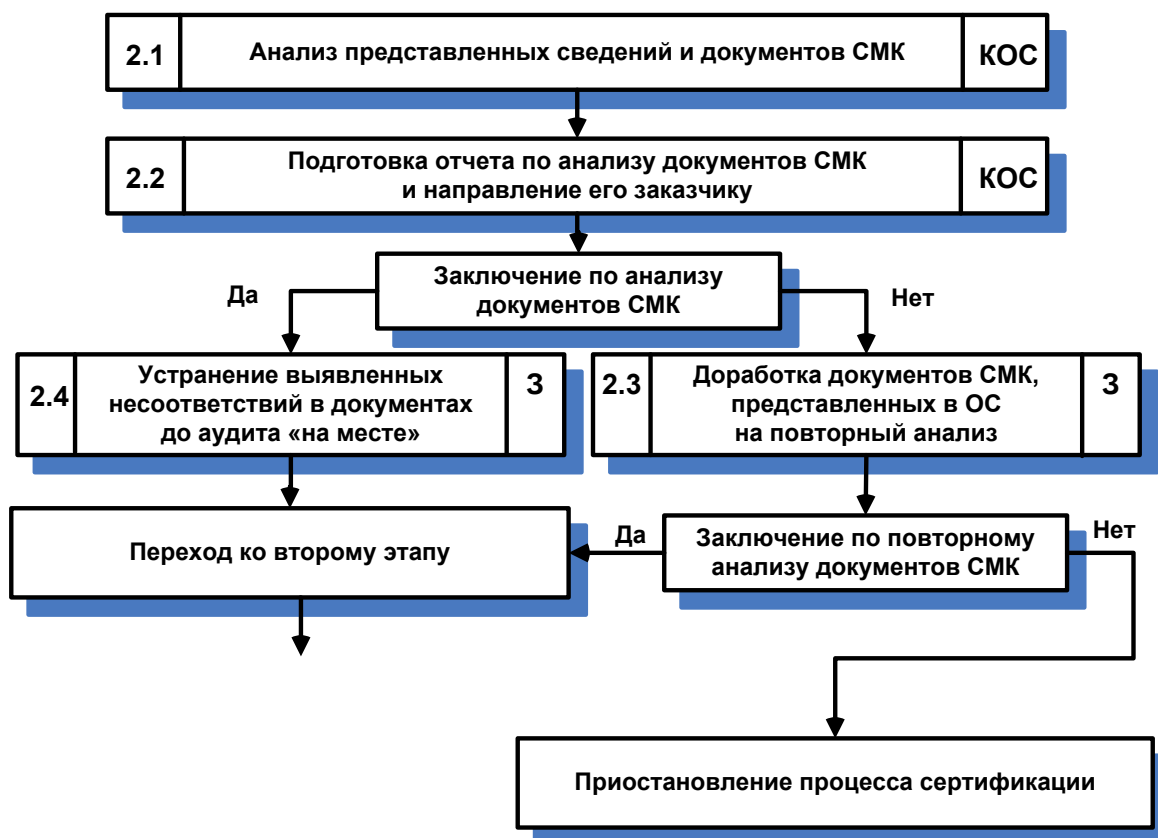 2.1
Анализ представленных сведений и документов СМК
КОС
2.2
Подготовка отчета по анализу документов СМК
и направление его заказчику
КОС
Заключение по анализу
документов СМК
Да
Нет
2.4
Устранение выявленных
несоответствий в документах
до аудита «на месте»
З
2.3
Доработка документов СМК,
представленных в ОС
на повторный анализ
З
Переход ко второму этапу
Да
Заключение по повторному
анализу документов СМК
Нет
Приостановление процесса сертификации